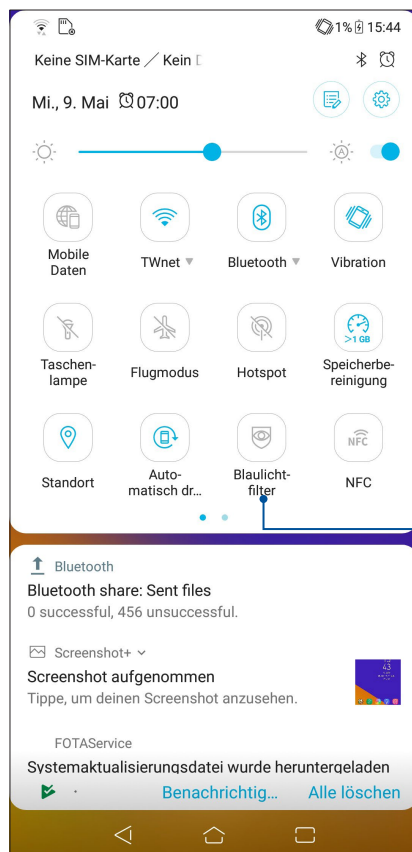 1% 15:44
Keine SIM-Karte / Kein D
Mi., 9. Mai 07:00
A
Mobile
Daten
TWnet
Bluetooth
Vibration
>1 GB
Taschen-
lampe
Flugmodus
Hotspot
Speicherbe-
reinigung
NFC
Standort
Auto-
matisch dr...
Blaulicht-
filter
NFC
Bluetooth
Bluetooth share: Sent files
0 successful, 456 unsuccessful.
Screenshot+
Screenshot aufgenommen
Tippe, um deinen Screenshot anzusehen.
FOTAService
Systemaktualisierungsdatei wurde heruntergeladen
Benachrichtig... Alle löschen